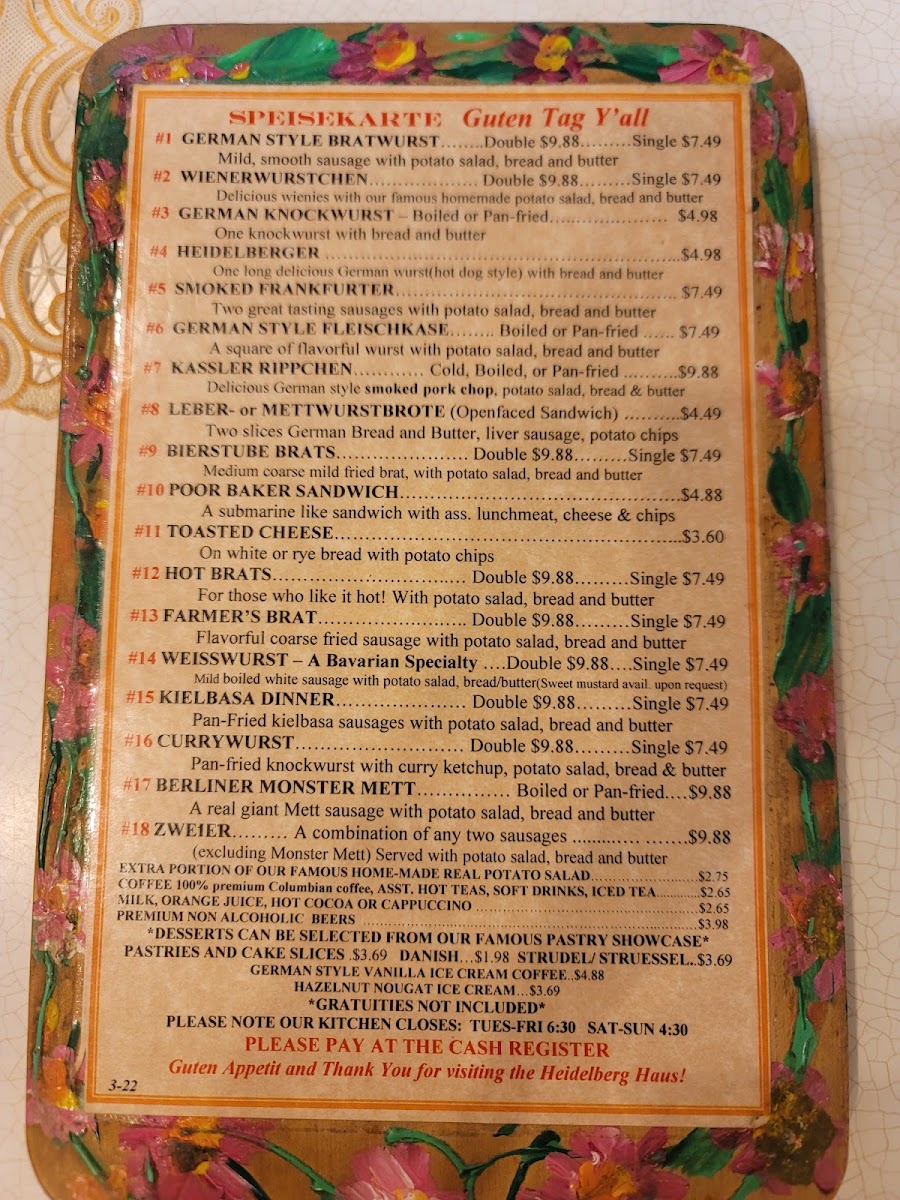 SPEISEKARTE Guten Tag Y'all
#1 GERMAN STYLE BRATWURST........Double $9.88.........Single $7.49
Mild, smooth sausage with potato salad, bread and butter
#2 WIENERWURSTCHEN.................... Double $9.88.........Single $7.49
Delicious wienies with our famous homemade potato salad, bread and butter
#3 GERMAN KNOCKWURST – Boiled or Pan-fried...................... $4.98
One knockwurst with bread and butter
#4 HEIDELBERGER ..................................................................$4.98
One long delicious German wurst(hot dog style) with bread and butter
#5 SMOKED FRANKFURTER..................................................... $7.49
Two great tasting sausages with potato salad, bread and butter
#6 GERMAN STYLE FLEISCHKASE........ Boiled or Pan-fried ...... $7.49
A square of flavorful wurst with potato salad, bread and butter
#7 KASSLER RIPPCHEN............ Cold, Boiled, or Pan-fried ..........$9.88
Delicious German style smoked pork chop, potato salad, bread & butter
#8 LEBER- or METTWURSTBROTE (Openfaced Sandwich) ..........$4.49
Two slices German Bread and Butter, liver sausage, potato chips
#9 BIERSTUBE BRATS...................... Double $9.88.........Single $7.49
Medium coarse mild fried brat, with potato salad, bread and butter
#10 POOR BAKER SANDWICH..................................................$4.88
A submarine like sandwich with ass. lunchmeat, cheese & chips
#11 TOASTED CHEESE..............................................................$3.60
On white or rye bread with potato chips
#12 HOT BRATS................................ Double $9.88.........Single $7.49
For those who like it hot! With potato salad, bread and butter
#13 FARMER'S BRAT......................... Double $9.88.........Single $7.49
Flavorful coarse fried sausage with potato salad, bread and butter
#14 WEISSWURST – A Bavarian Specialty ....Double $9.88....Single $7.49
Mild boiled white sausage with potato salad, bread/butter(Sweet mustard avail. upon request)
#15 KIELBASA DINNER...................... Double $9.88.........Single $7.49
Pan-Fried kielbasa sausages with potato salad, bread and butter
#16 CURRYWURST............................. Double $9.88.........Single $7.49
Pan-fried knockwurst with curry ketchup, potato salad, bread & butter
#17 BERLINER MONSTER METT............... Boiled or Pan-fried....$9.88
A real giant Mett sausage with potato salad, bread and butter
#18 ZWEIER......... A combination of any two sausages ............. .......$9.88
(excluding Monster Mett) Served with potato salad, bread and butter
EXTRA PORTION OF OUR FAMOUS HOME-MADE REAL POTATO SALAD..........................$2.75
COFFEE 100% premium Columbian coffee, ASST. HOT TEAS, SOFT DRINKS, ICED TEA...........$2.65
MILK, ORANGE JUICE, HOT COCOA OR CAPPUCCINO ......................................................$2.65
PREMIUM NON ALCOHOLIC BEERS ................................................................................$3.98
*DESSERTS CAN BE SELECTED FROM OUR FAMOUS PASTRY SHOWCASE*
PASTRIES AND CAKE SLICES .$3.69 DANISH...$1.98 STRUDEL/ STRUESSEL..$3.69
GERMAN STYLE VANILLA ICE CREAM COFFEE..$4.88
HAZELNUT NOUGAT ICE CREAM...$3.69
*GRATUITIES NOT INCLUDED*
PLEASE NOTE OUR KITCHEN CLOSES: TUES-FRI 6:30 SAT-SUN 4:30
PLEASE PAY AT THE CASH REGISTER
Guten Appetit and Thank You for visiting the Heidelberg Haus!
3-22